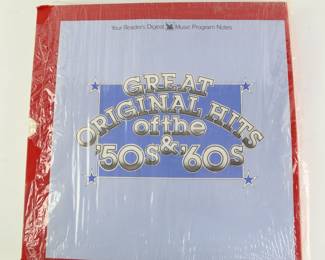 Your Reader's Digest Music Program Notes
GREAT
ORIGINAL HITS
of the
'50s & '60s